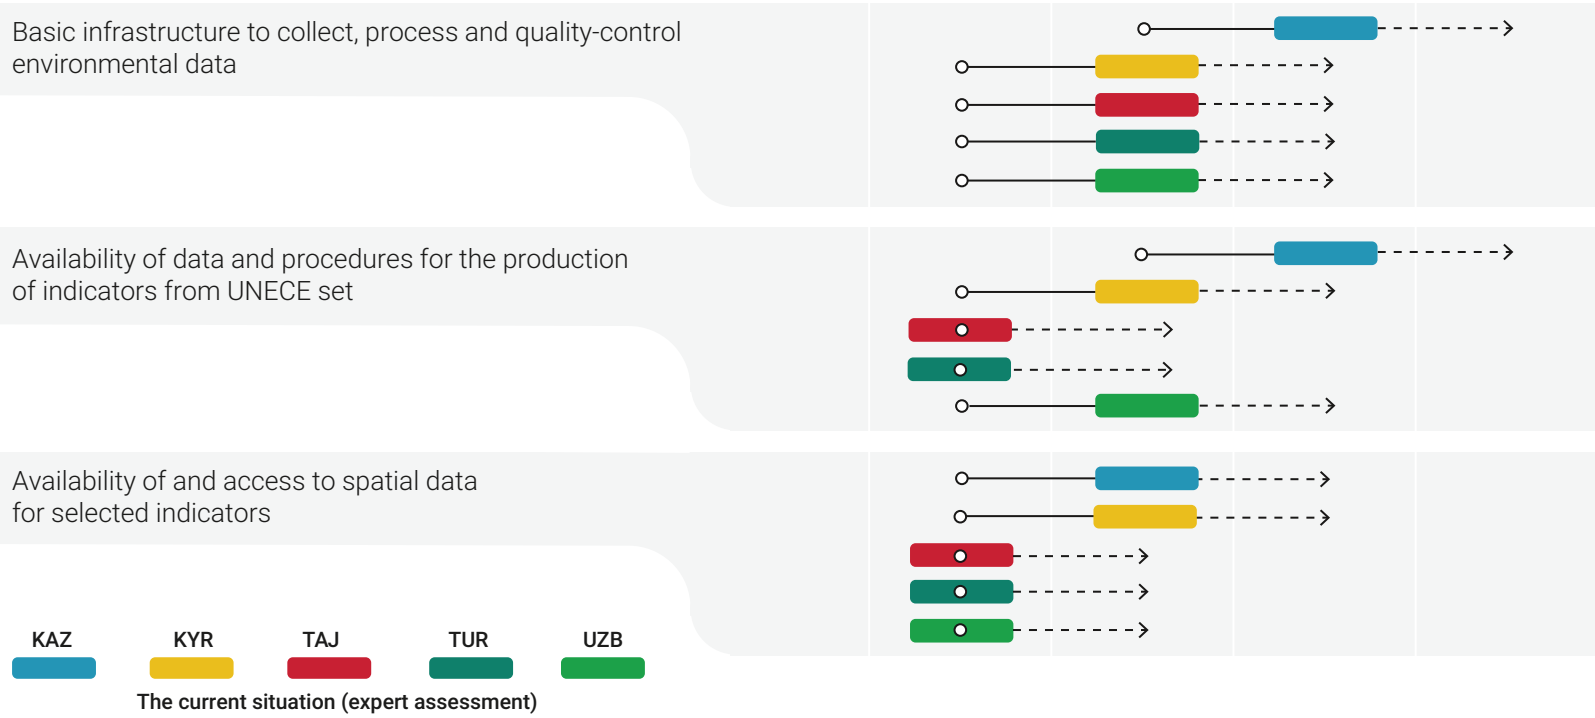 Basic infrastructure to collect, process and quality-control
environmental data
Availability of data and procedures for the production
of indicators from UNECE set
Availability of and access to spatial data
for selected indicators
KAZ KYR TAJ TUR UZB
The current situation (expert assessment)